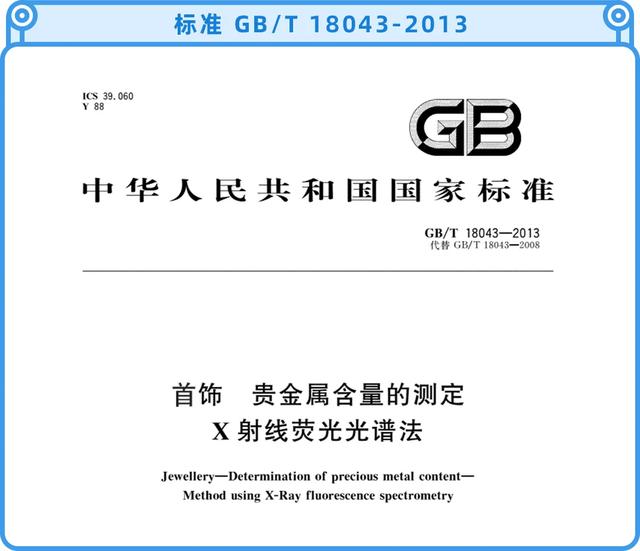 标准 GB/T 18043-2013
ICS 39.060
Y 88
GB
中华人民共和国国家标准
GB/T 18043—2013
代替 GB/T 18043—2008
首饰 贵金属含量的测定
X 射线荧光光谱法
Jewellery—Determination of precious metal content—
Method using X-Ray fluorescence spectrometry